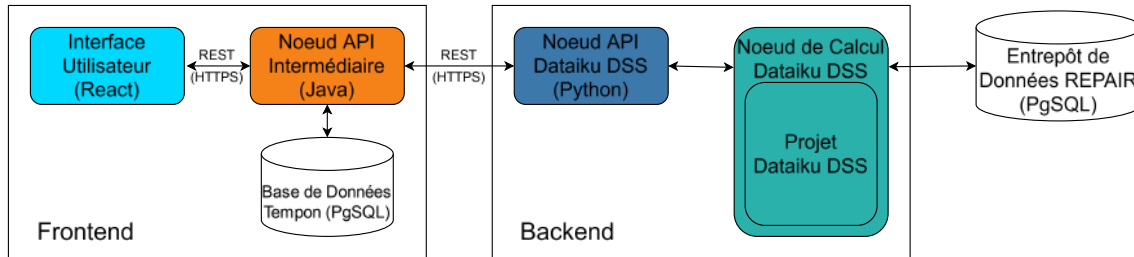 Interface
Utilisateur
(React)
REST
(HTTPS)
Noeud API
Intermédiaire
(Java)
Base de Données
Tempon (PgSQL)
Frontend
REST
(HTTPS)
Noeud API
Dataiku DSS
(Python)
Noeud de Calcul
Dataiku DSS
Projet
Dataiku DSS
Backend
Entrepôt de
Données REPAIR
(PgSQL)